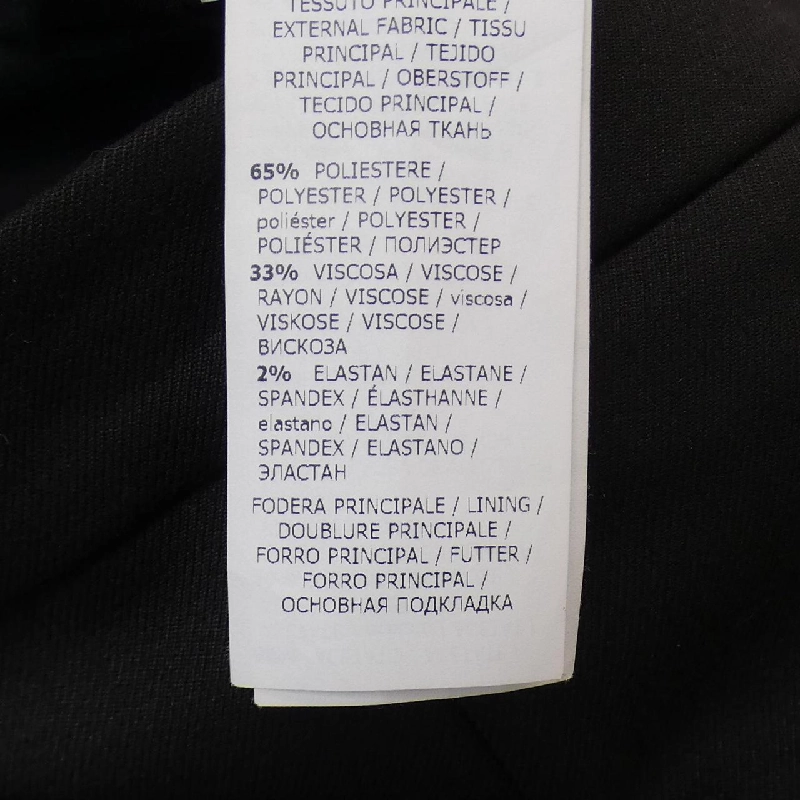 TESSUTO PRINCIPALE /
EXTERNAL FABRIC / TISSU
PRINCIPAL / TEJIDO
PRINCIPAL / OBERSTOFF /
TECIDO PRINCIPAL /
ОСНОВНАЯ ТКАНЬ
65% POLIESTERE /
POLYESTER / POLYESTER /
poliéster / POLYESTER /
POLIÉSTER / ПОЛИЭСТЕР
33% VISCOSA / VISCOSE /
RAYON / VISCOSE / viscosa /
VISKOSE / VISCOSE /
ВИСКОЗА
2% ELASTAN / ELASTANE /
SPANDEX / ÉLASTHANNE /
elastano / ELASTAN /
SPANDEX / ELASTANO /
ЭЛАСТАН
FODERA PRINCIPALE / LINING /
DOUBLURE PRINCIPALE /
FORRO PRINCIPAL / FUTTER /
FORRO PRINCIPAL /
ОСНОВНАЯ ПОДКЛАДКА